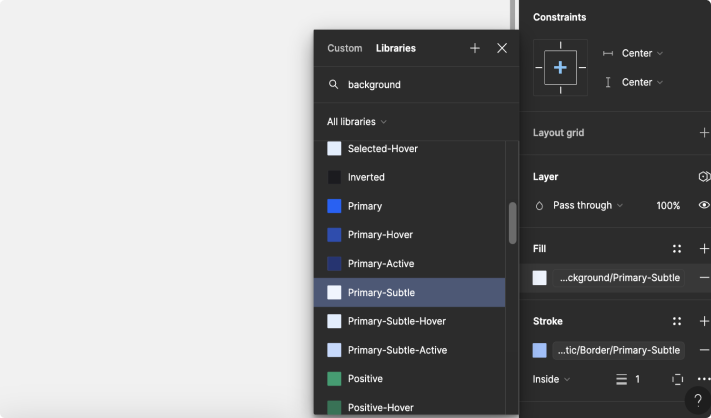 Custom
Libraries
background
All libraries
Selected-Hover
Inverted
Primary
Primary-Hover
Primary-Active
Primary-Subtle
Primary-Subtle-Hover
Primary-Subtle-Active
Positive
Positive-Hover
Constraints
Center
Center
Layout grid
Layer
Pass through
100%
Fill
...ckground/Primary-Subtle
Stroke
...tic/Border/Primary-Subtle
Inside
1
?